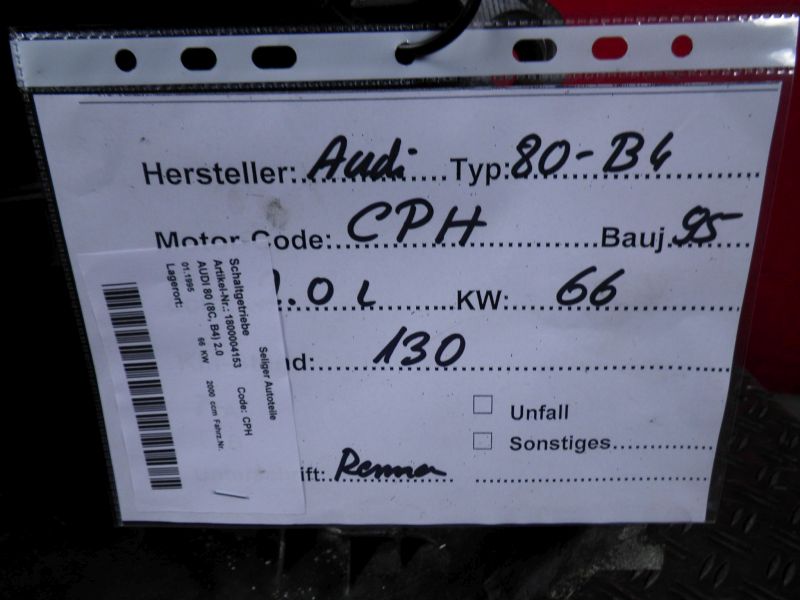 Hersteller: Audi Typ: 80-B4
Motor Code: CPH Bauj. 95
.0 L KW: 66
nd: 130
Unfall
Sonstiges
ift:
Seliger Autoteile
Schaltgetriebe
Artikel-Nr.: 1800004153 Code: CPH
AUDI 80 (8C, B4) 2.0
01.1995 66 KW 2000 ccm Fahrz.Nr.
Lagerort: